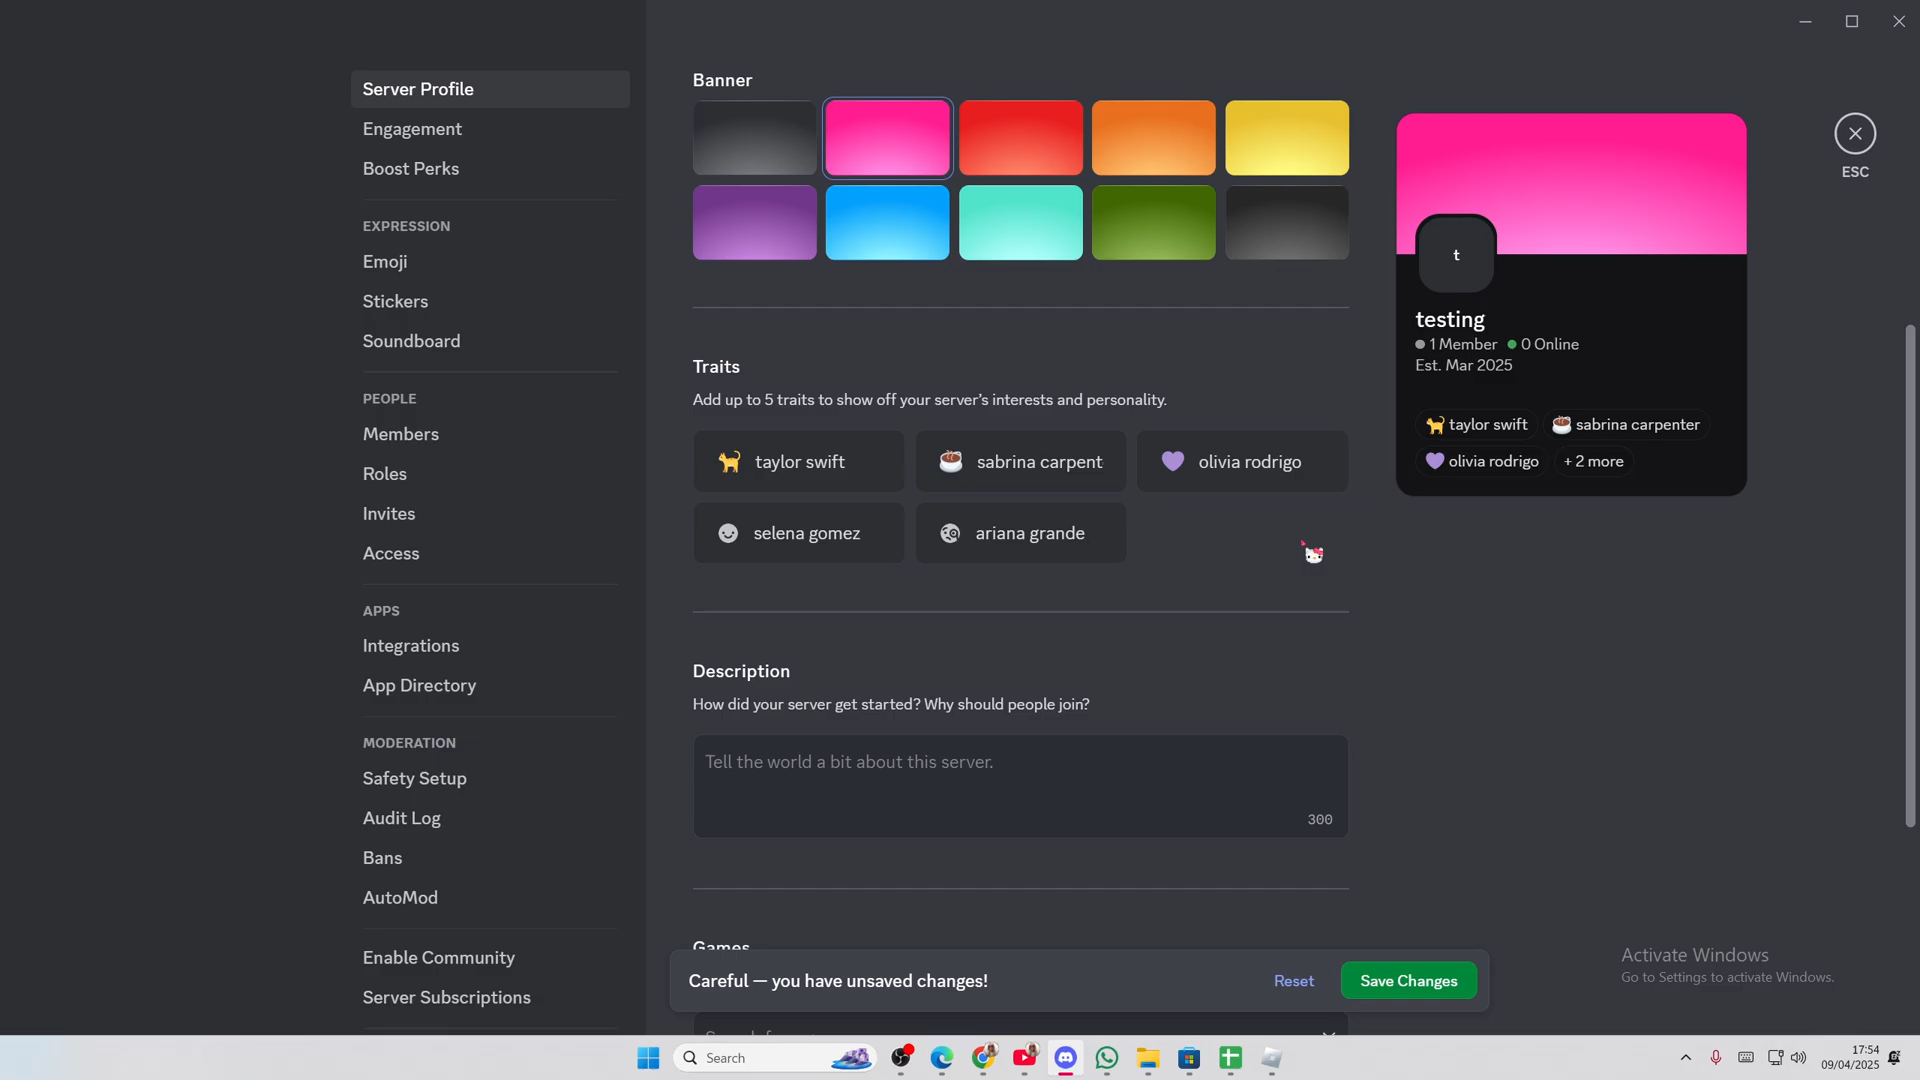 Server Profile
Engagement
Boost Perks
EXPRESSION
Emoji
Stickers
Soundboard
PEOPLE
Members
Roles
Invites
Access
APPS
Integrations
App Directory
MODERATION
Safety Setup
Audit Log
Bans
AutoMod
Enable Community
Server Subscriptions
Banner
Traits
Add up to 5 traits to show off your server's interests and personality.
taylor swift
sabrina carpent
olivia rodrigo
selena gomez
ariana grande
Description
How did your server get started? Why should people join?
Tell the world a bit about this server.
300
Games
Careful — you have unsaved changes!
Reset
Save Changes
ESC
t
testing
1 Member 0 Online
Est. Mar 2025
taylor swift
sabrina carpenter
olivia rodrigo
+ 2 more
Activate Windows
Go to Settings to activate Windows.
Search
17:54
09/04/2025